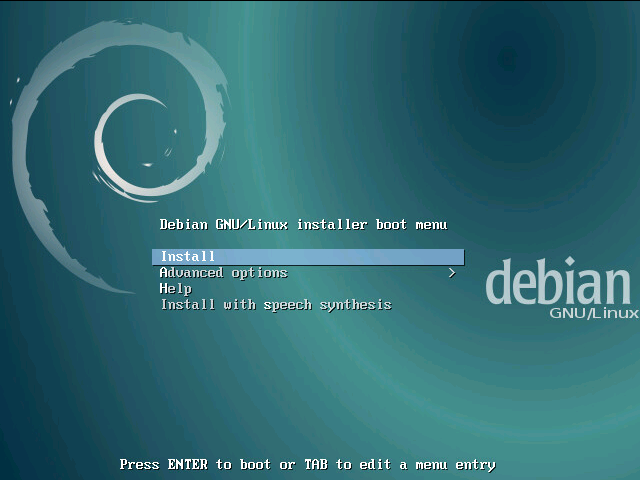 Debian GNU/Linux installer boot menu
Install
Advanced options >
Help
Install with speech synthesis
debian
GNU/Linux
Press ENTER to boot or TAB to edit a menu entry